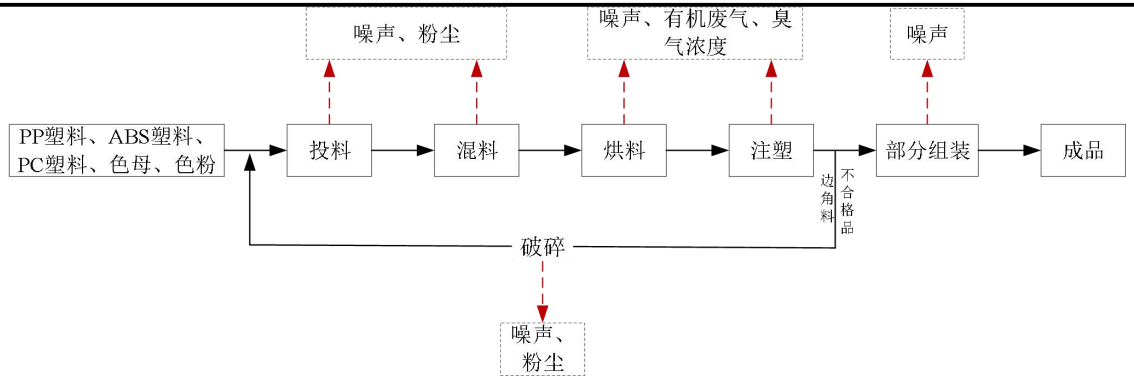 噪声、粉尘
噪声、有机废气、臭
气浓度
噪声
PP塑料、ABS塑料、
PC塑料、色母、色粉
投料
混料
烘料
注塑
部分组装
成品
边角料
不合格品
破碎
噪声、
粉尘